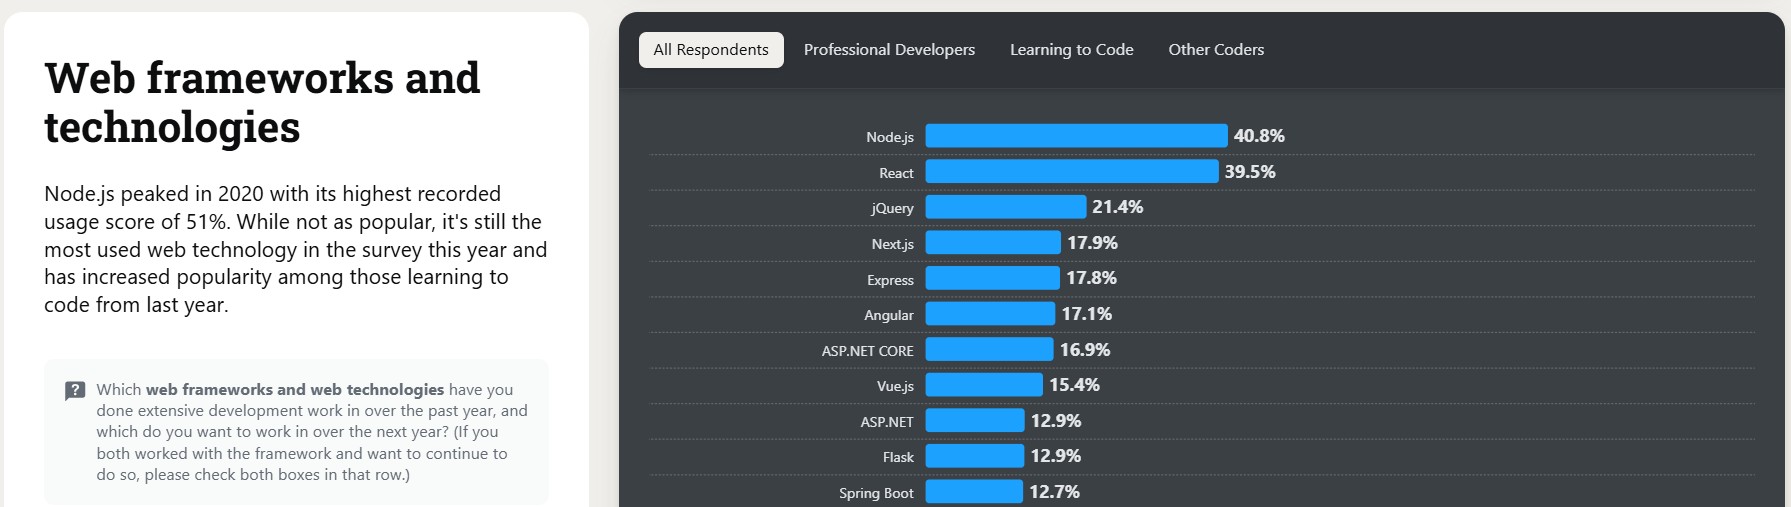 Web frameworks and
technologies
Node.js peaked in 2020 with its highest recorded
usage score of 51%. While not as popular, it's still the
most used web technology in the survey this year and
has increased popularity among those learning to
code from last year.
Which web frameworks and web technologies have you
done extensive development work in over the past year, and
which do you want to work in over the next year? (If you
both worked with the framework and want to continue to
do so, please check both boxes in that row.)
All Respondents Professional Developers Learning to Code Other Coders
Node.js 40.8%
React 39.5%
jQuery 21.4%
Next.js 17.9%
Express 17.8%
Angular 17.1%
ASP.NET CORE 16.9%
Vue.js 15.4%
ASP.NET 12.9%
Flask 12.9%
Spring Boot 12.7%